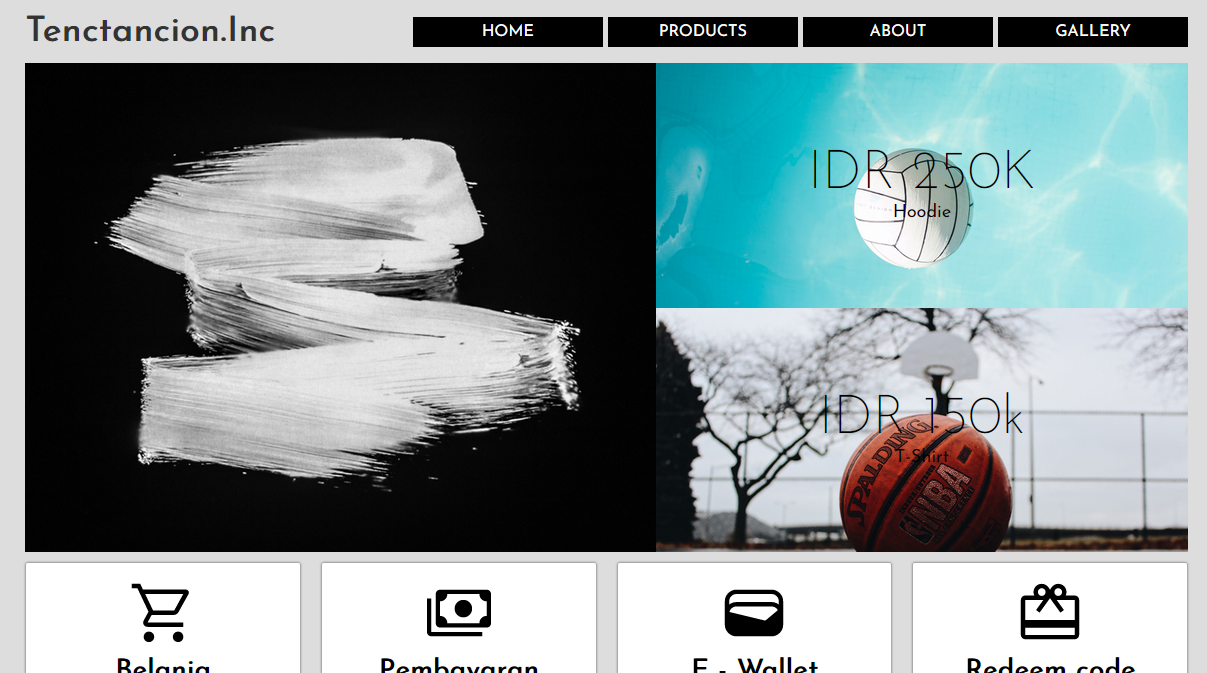 Tenctancion.Inc
HOME
PRODUCTS
ABOUT
GALLERY
IDR 250K
Hoodie
IDR 150k
T-Shirt
SPALDING
NBA
Belanja
Pembayaran
E - Wallet
Redeem code